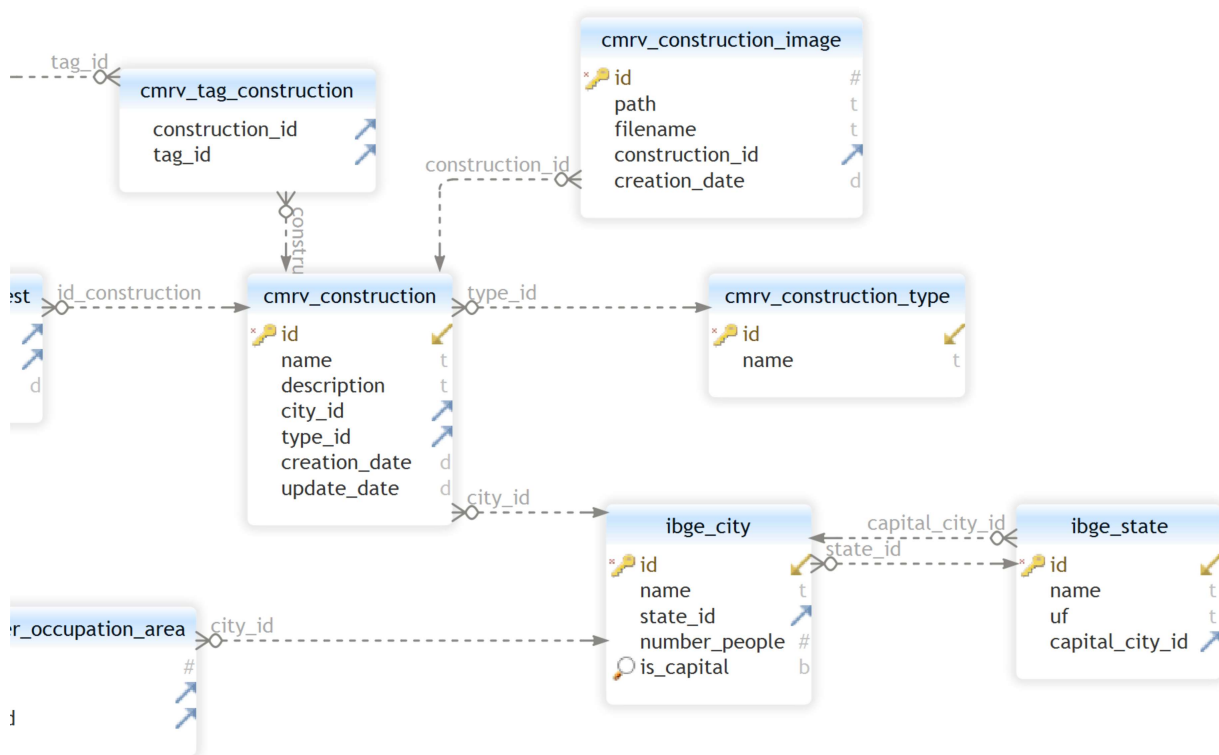 cmrv_construction_image
tag_id
id #
cmrv_tag_construction
path t
filename t
construction_id
construction_id
tag_id
construction_id
creation_date d
constru
est
id_construction
cmrv_construction
type_id
cmrv_construction_type
id
id
name t
name t
d
description t
city_id
type_id
creation_date d
update_date d
city_id
ibge_city
capital_city_id
ibge_state
state_id
id
id
name t
name t
state_id
uf t
number_people #
capital_city_id
is_capital b
er_occupation_area
city_id
#
d